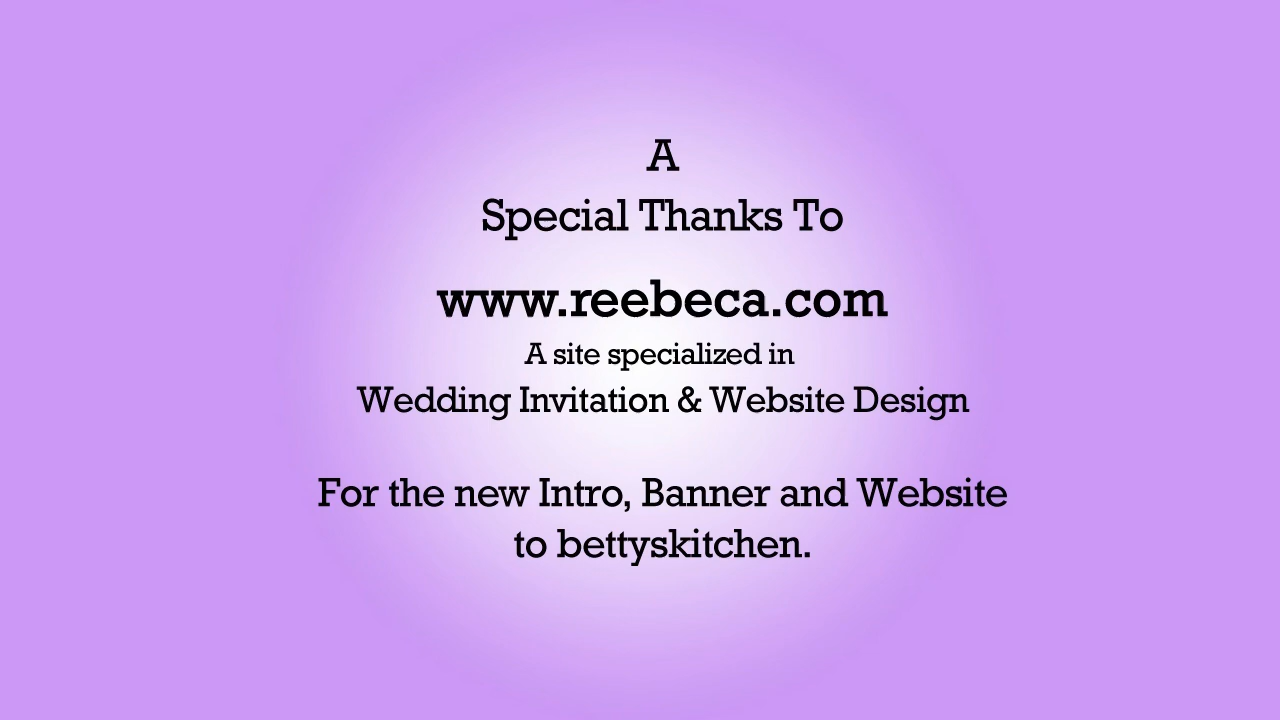 A
Special Thanks To
www.reebeca.com
A site specialized in
Wedding Invitation & Website Design
For the new Intro, Banner and Website
to bettyskitchen.